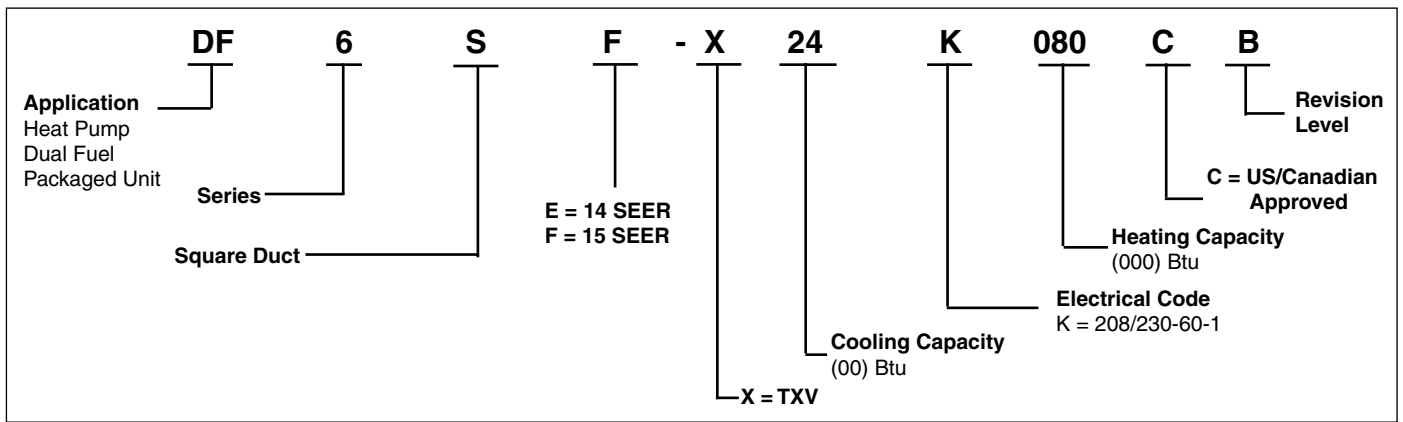 DF 6 S F - X 24 K 080 C B
Application
Heat Pump
Dual Fuel
Packaged Unit
Series
Square Duct
E = 14 SEER
F = 15 SEER
X = TXV
Cooling Capacity
(00) Btu
Electrical Code
K = 208/230-60-1
Heating Capacity
(000) Btu
C = US/Canadian
Approved
Revision
Level